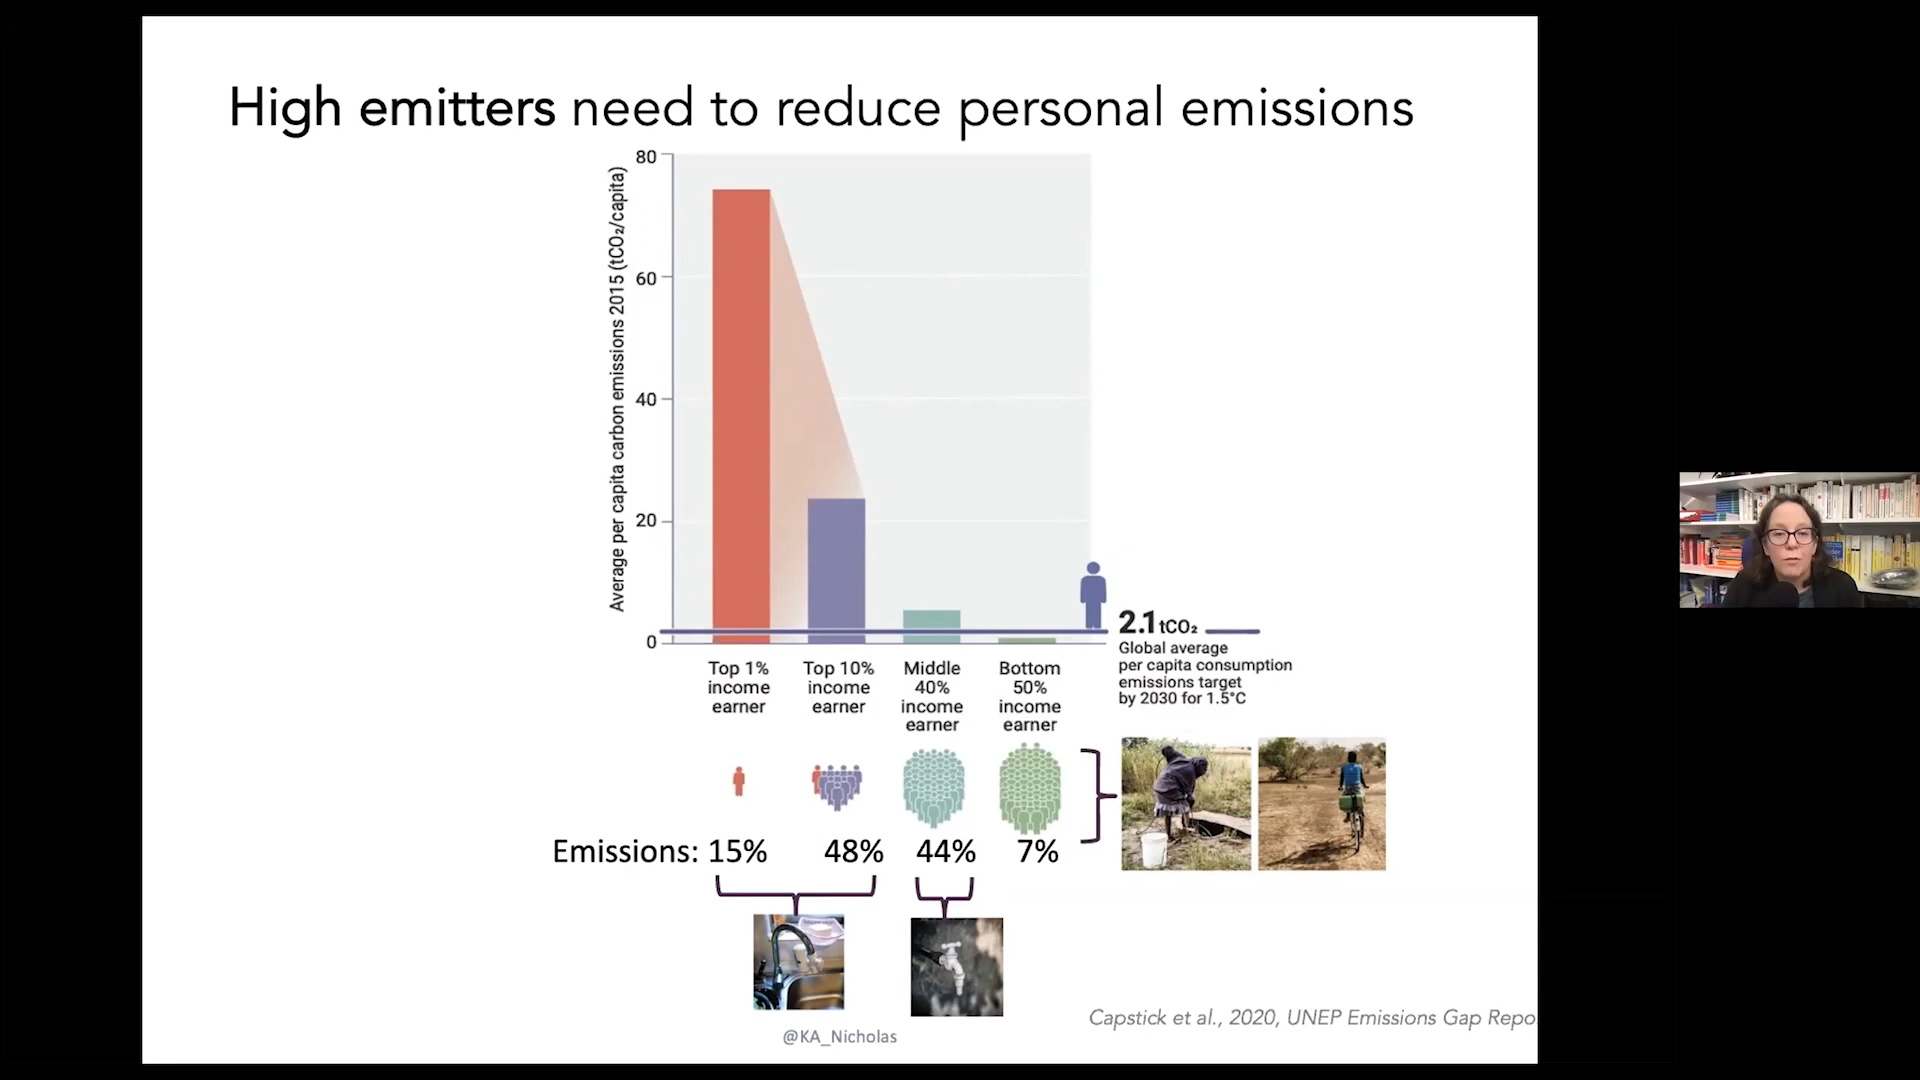 High emitters need to reduce personal emissions
Average per capita carbon emissions 2015 (tCO₂/capita)
80
60
40
20
0
2.1 tCO₂
Global average
per capita consumption
emissions target
by 2030 for 1.5°C
Top 1%
income
earner
Top 10%
income
earner
Middle
40%
income
earner
Bottom
50%
income
earner
Emissions: 15% 48% 44% 7%
Capstick et al., 2020, UNEP Emissions Gap Repo
@KA_Nicholas